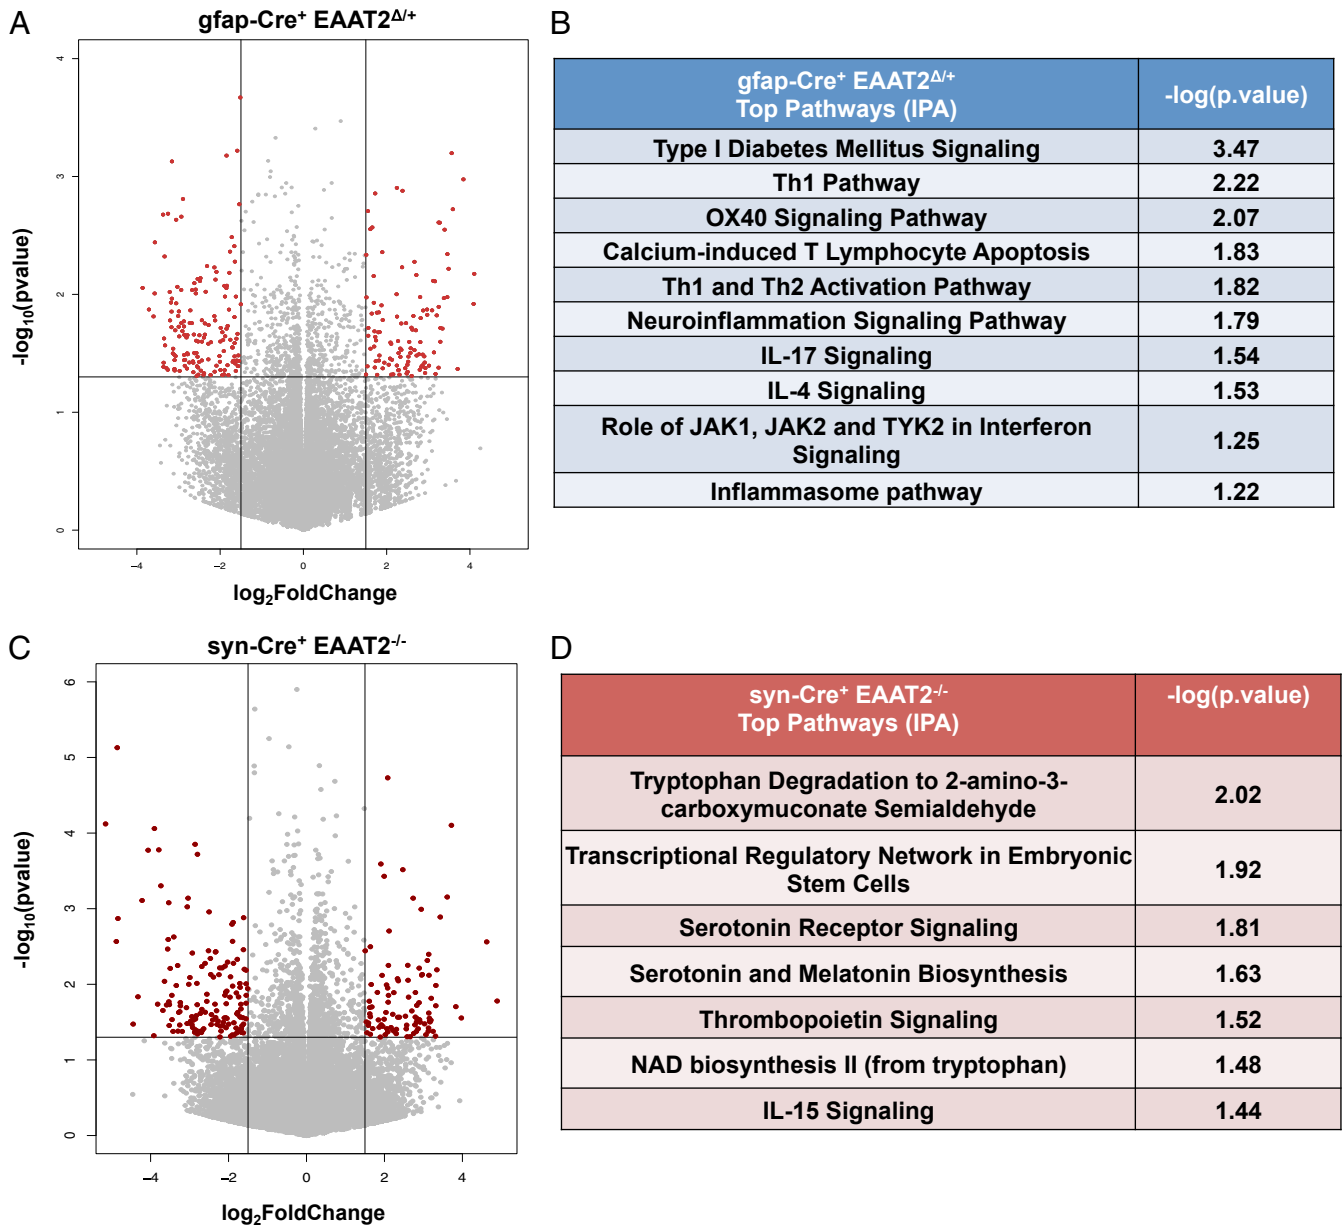 A
gfap-Cre⁺ EAAT2Δ/⁺
4
3
2
1
0
-log₁₀(pvalue)
−4
−2
0
2
4
log₂FoldChange
B
gfap-Cre⁺ EAAT2Δ/⁺
Top Pathways (IPA)
-log(p.value)
Type I Diabetes Mellitus Signaling
3.47
Th1 Pathway
2.22
OX40 Signaling Pathway
2.07
Calcium-induced T Lymphocyte Apoptosis
1.83
Th1 and Th2 Activation Pathway
1.82
Neuroinflammation Signaling Pathway
1.79
IL-17 Signaling
1.54
IL-4 Signaling
1.53
Role of JAK1, JAK2 and TYK2 in Interferon
Signaling
1.25
Inflammasome pathway
1.22
C
syn-Cre⁺ EAAT2⁻/⁻
6
5
4
3
2
1
0
-log₁₀(pvalue)
−4
−2
0
2
4
log₂FoldChange
D
syn-Cre⁺ EAAT2⁻/⁻
Top Pathways (IPA)
-log(p.value)
Tryptophan Degradation to 2-amino-3-
carboxymuconate Semialdehyde
2.02
Transcriptional Regulatory Network in Embryonic
Stem Cells
1.92
Serotonin Receptor Signaling
1.81
Serotonin and Melatonin Biosynthesis
1.63
Thrombopoietin Signaling
1.52
NAD biosynthesis II (from tryptophan)
1.48
IL-15 Signaling
1.44